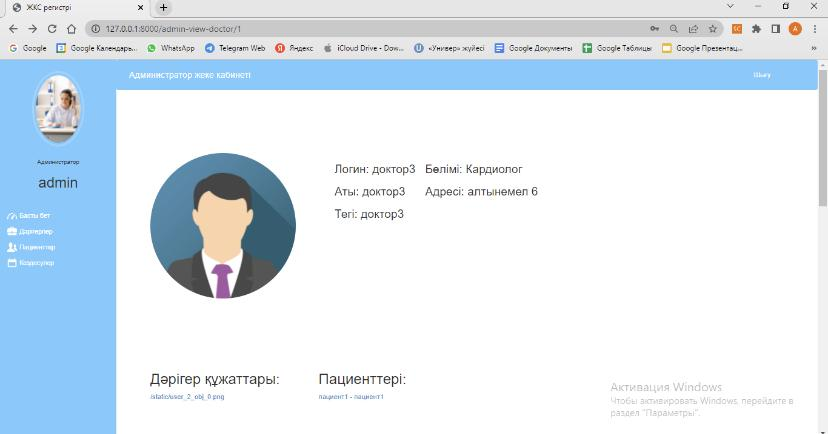 ЖКС регистрі
127.0.0.1:8000/admin-view-doctor/1
Google
Google Календарь...
WhatsApp
Telegram Web
Яндекс
iCloud Drive - Dow...
«Универ» жүйесі
Google Документы
Google Таблицы
Google Презентац...
»
Администратор жеке кабинеті
Шығу
Администратор
admin
Басты бет
Дәрігерлер
Пациенттер
Кездесулер
Логин: доктор3 Бөлімі: Кардиолог
Аты: доктор3 Адресі: алтынемел 6
Тегі: доктор3
Дәрігер құжаттары:
/static/user_2_obj_0.png
Пациенттері:
пациент1 - пациент1
Активация Windows
Чтобы активировать Windows, перейдите в
раздел "Параметры".